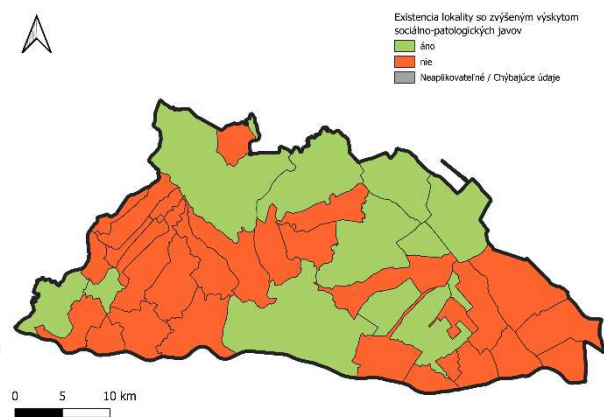 Existencia lokality so zvýšeným výskytom
sociálno-patologických javov
áno
nie
Neaplikovateľné / Chýbajúce údaje
0 5 10 km